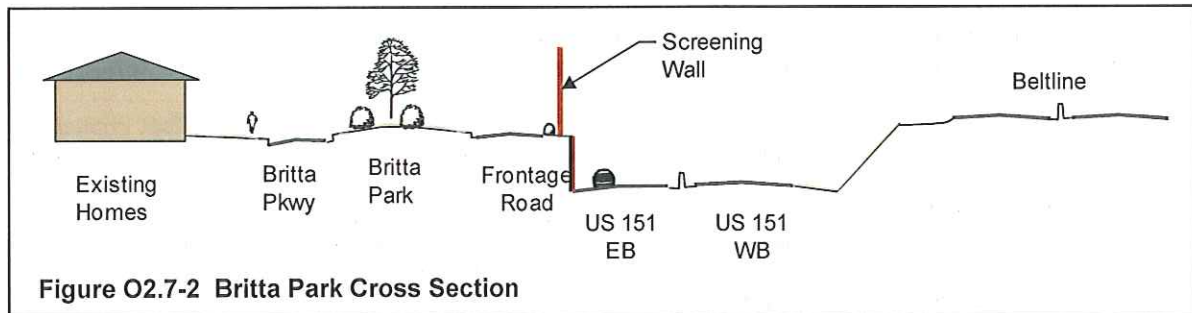 Screening
Wall
Beltline
Existing
Homes
Britta
Pkwy
Britta
Park
Frontage
Road
US 151
EB
US 151
WB
Figure O2.7-2 Britta Park Cross Section